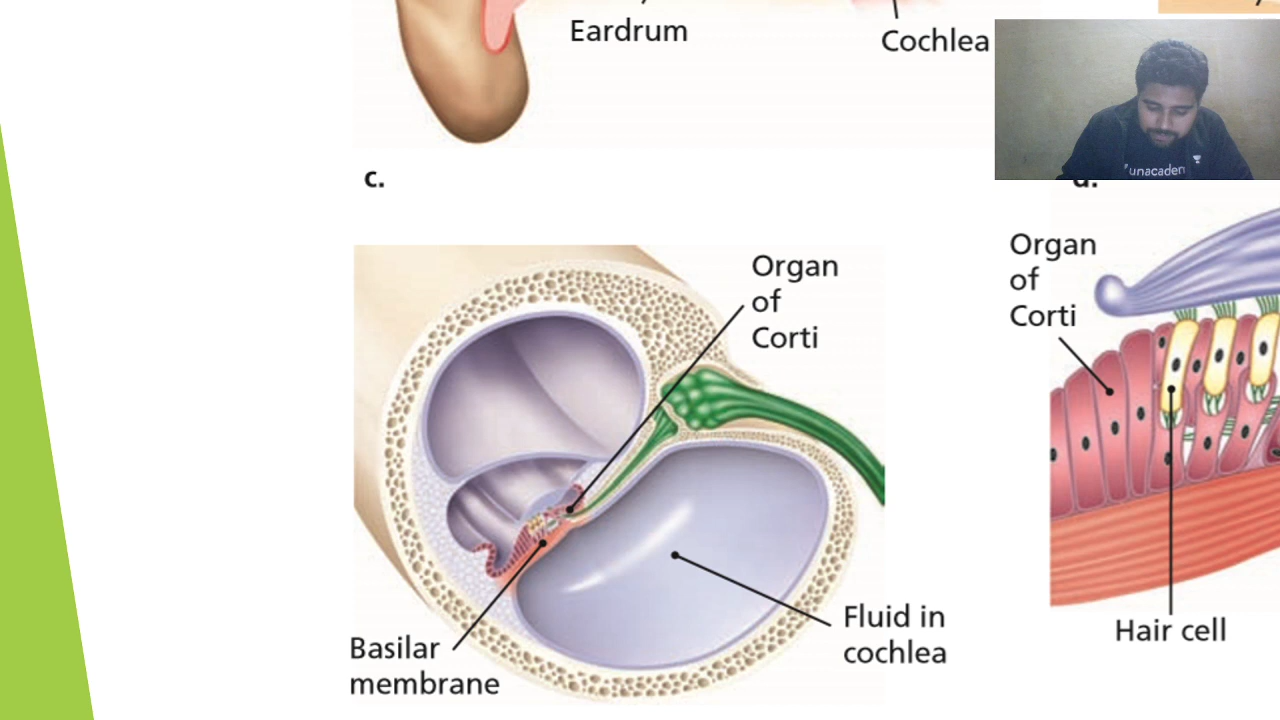 Eardrum
Cochlea
c.
d.
Organ
of
Corti
Organ
of
Corti
Basilar
membrane
Fluid in
cochlea
Hair cell